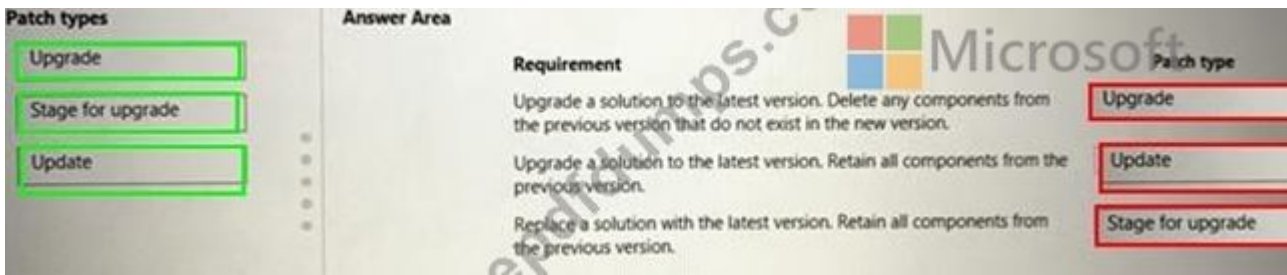 Patch types
Answer Area
Upgrade
Stage for upgrade
Update
Microsoft
Requirement
Patch type
Upgrade a solution to the latest version. Delete any components from
the previous version that do not exist in the new version.
Upgrade
Upgrade a solution to the latest version. Retain all components from the
previous version.
Update
Replace a solution with the latest version. Retain all components from
the previous version.
Stage for upgrade